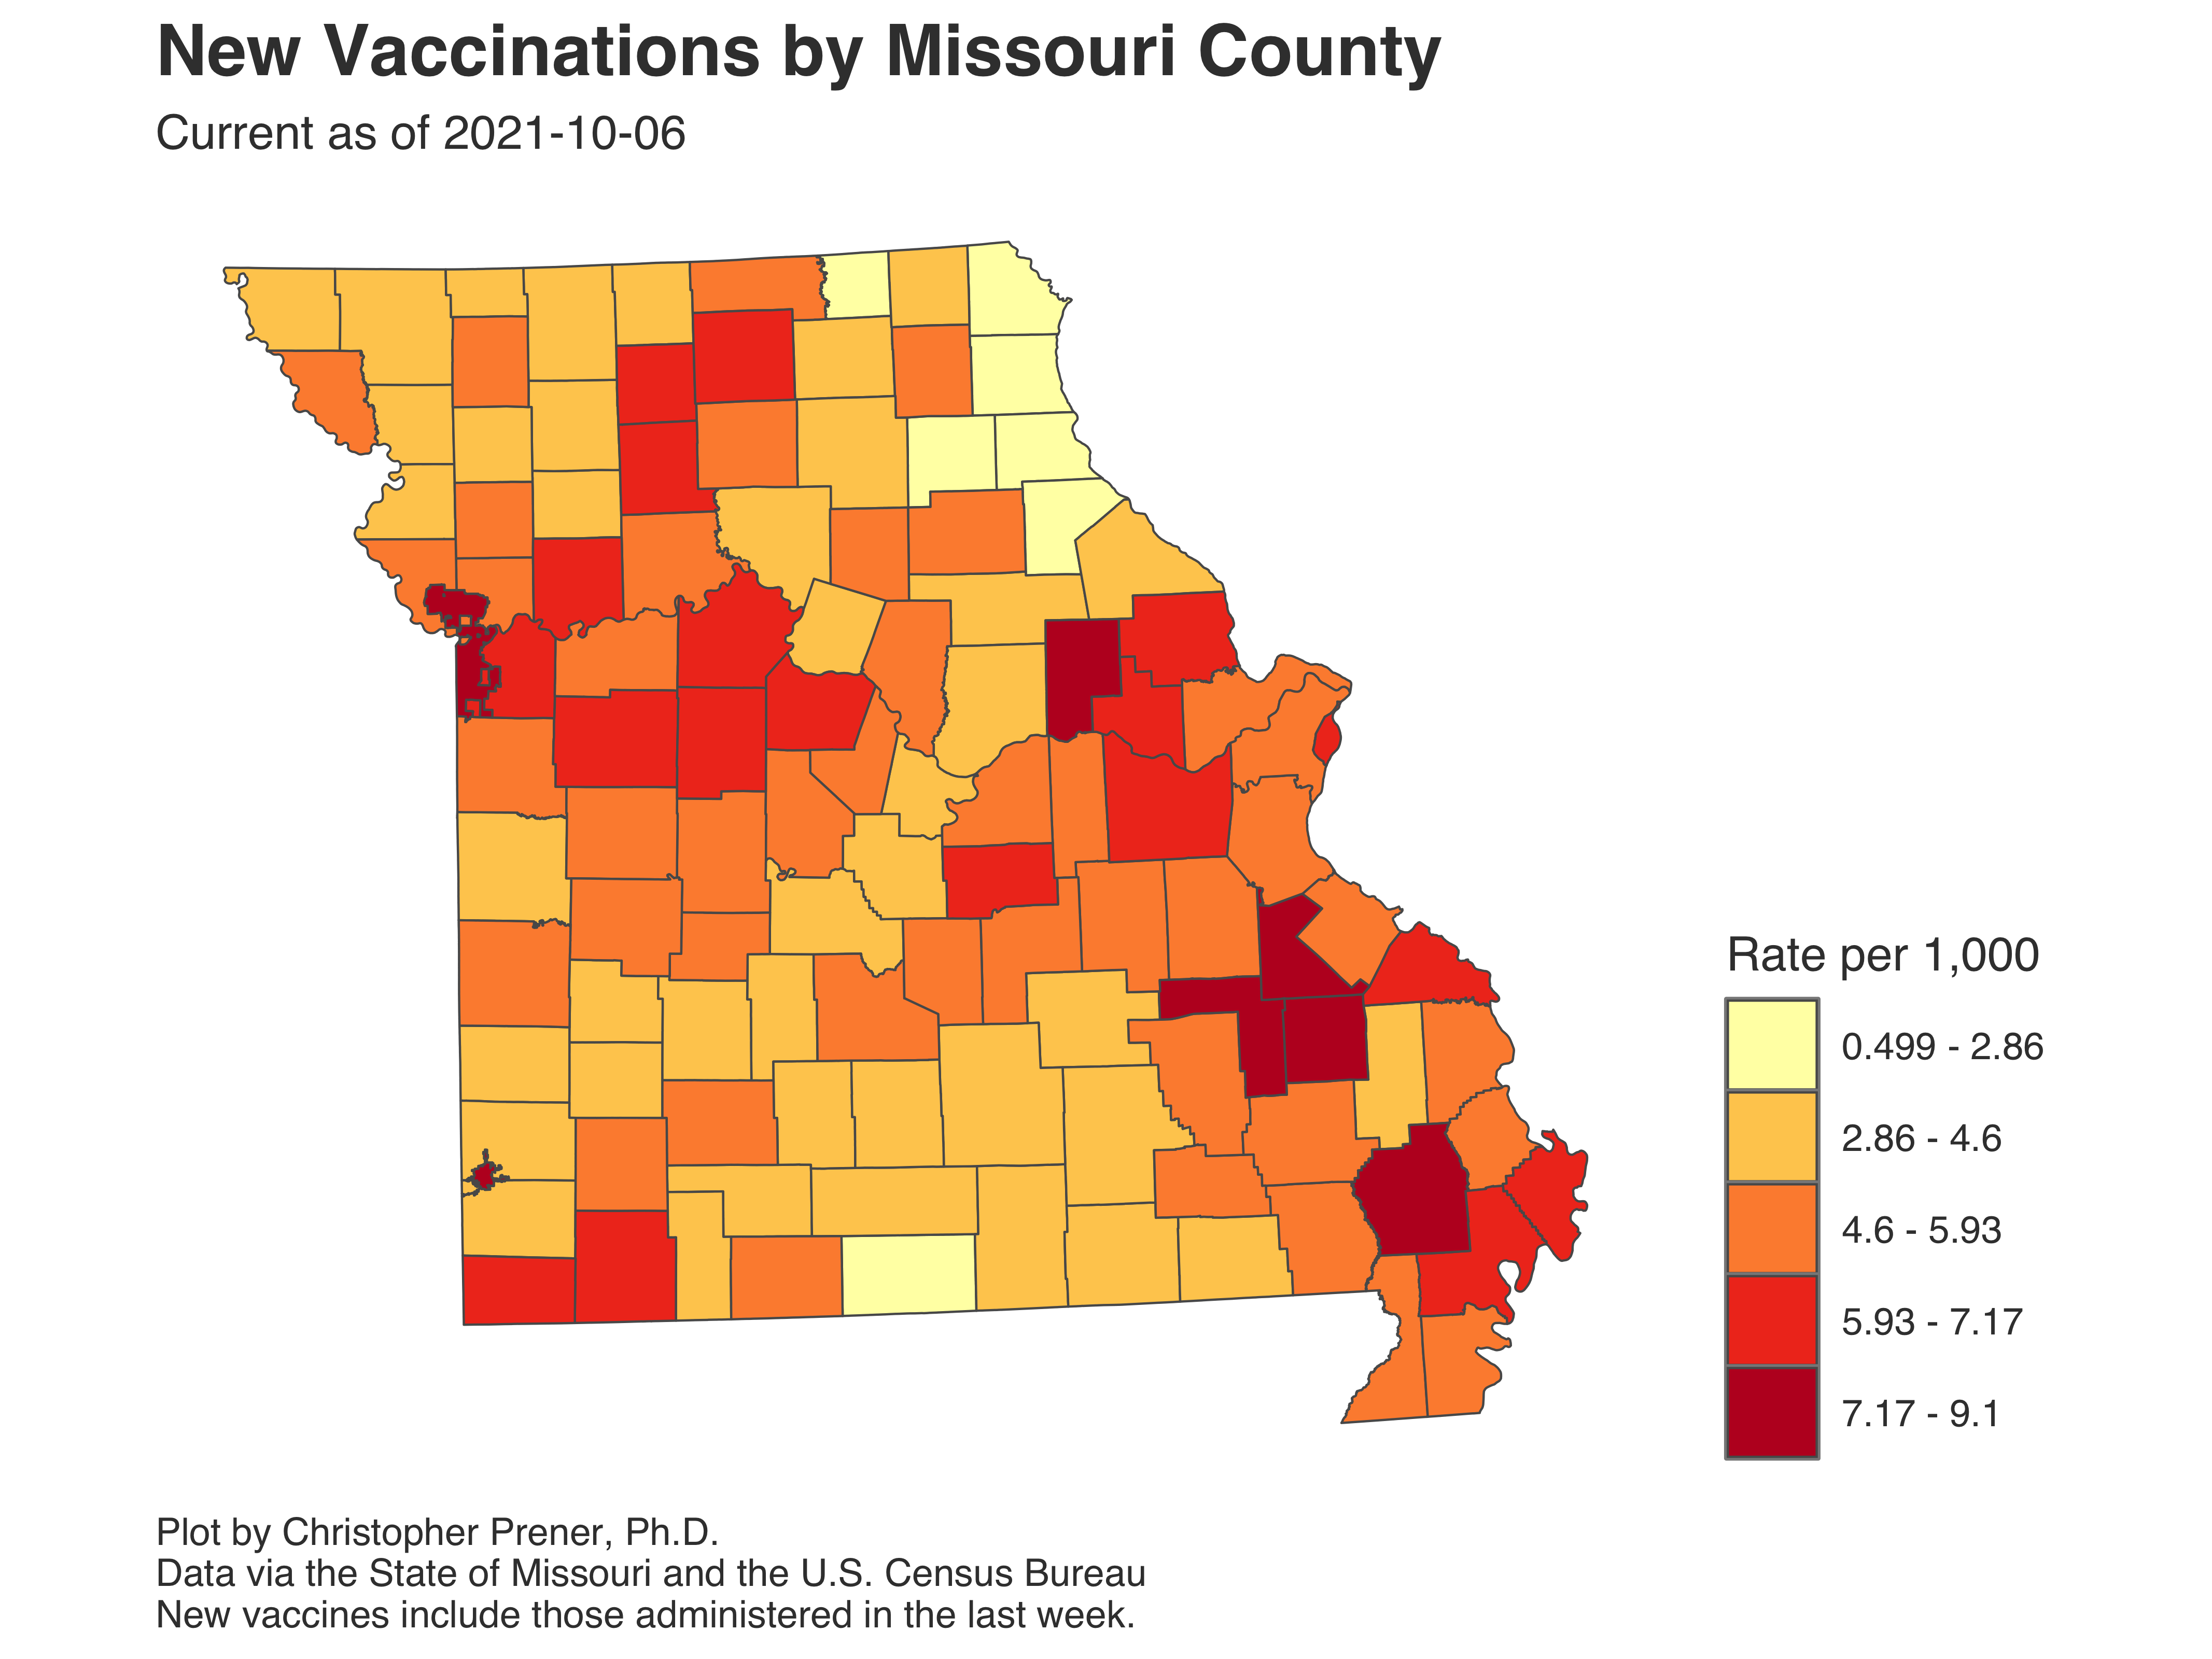 New Vaccinations by Missouri County
Current as of 2021-10-06
Rate per 1,000
0.499 - 2.86
2.86 - 4.6
4.6 - 5.93
5.93 - 7.17
7.17 - 9.1
Plot by Christopher Prener, Ph.D.
Data via the State of Missouri and the U.S. Census Bureau
New vaccines include those administered in the last week.